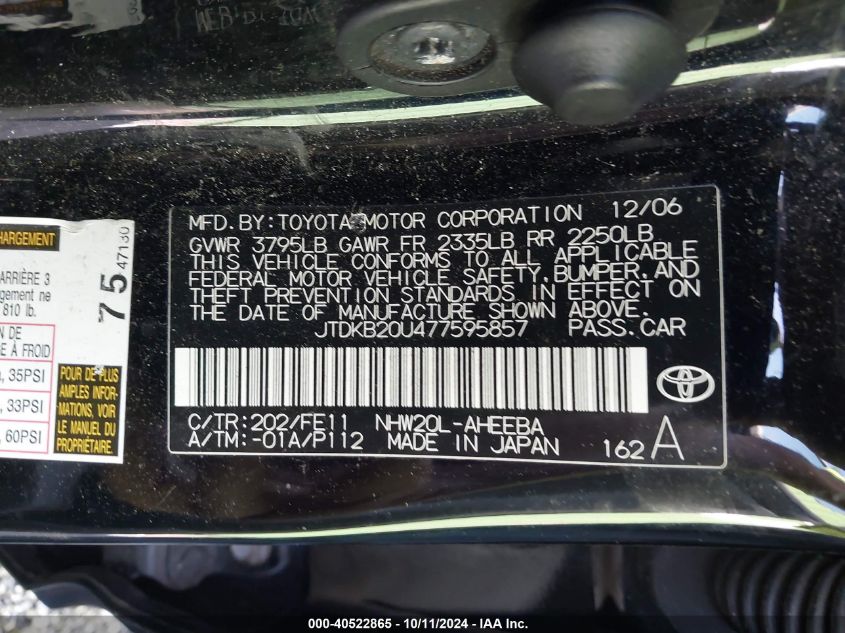 MFD. BY: TOYOTA MOTOR CORPORATION 12/06
GVWR 3795LB GAWR FR 2335LB RR 2250LB
THIS VEHICLE CONFORMS TO ALL APPLICABLE
FEDERAL MOTOR VEHICLE SAFETY, BUMPER, AND
THEFT PREVENTION STANDARDS IN EFFECT ON
THE DATE OF MANUFACTURE SHOWN ABOVE.
JTDKB20U477595857 PASS.CAR
C/TR:202/FE11 NHW20L-AHEEBA
A/TM:-01A/P112 MADE IN JAPAN 162 A
HARGEMENT
75 47130
ARRIÈRE 3
gement ne
810 lb.
N DE
E À FROID
, 35PSI
, 33PSI
, 60PSI
POUR DE PLUS
AMPLES INFOR-
MATIONS, VOIR
LE MANUEL DU
PROPRIÉTAIRE
000-40522865 - 10/11/2024 - IAA Inc.